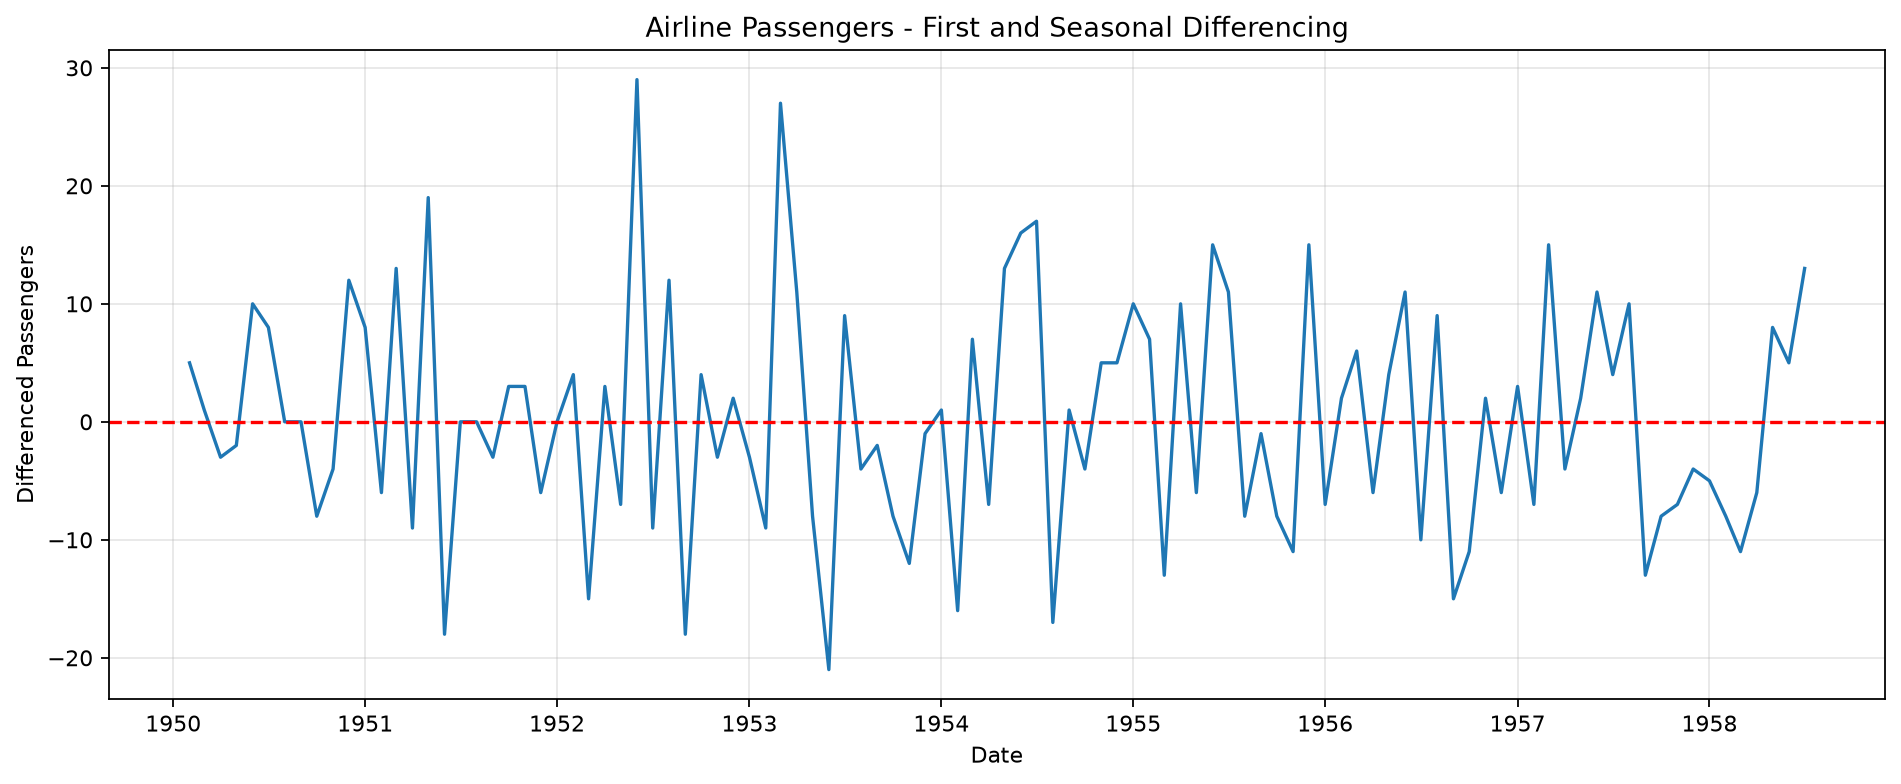 Airline Passengers - First and Seasonal Differencing
30
20
10
0
−10
−20
Differenced Passengers
1950 1951 1952 1953 1954 1955 1956 1957 1958
Date